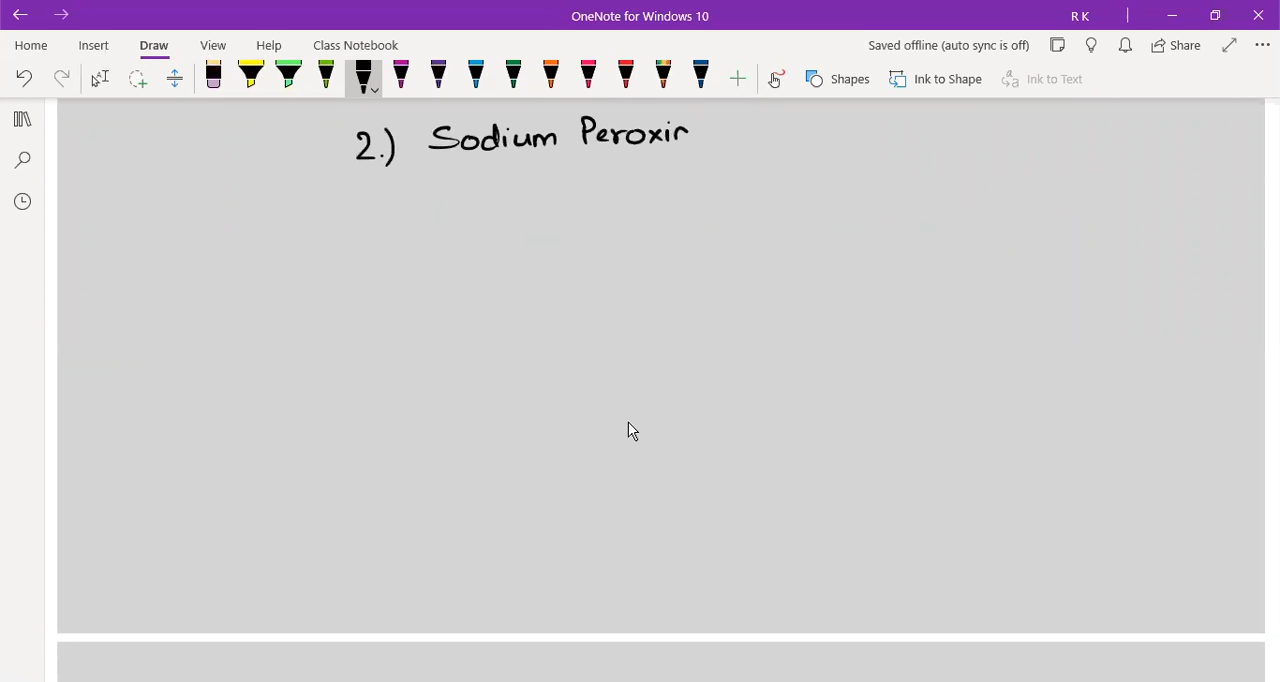 OneNote for Windows 10
R K
Home Insert Draw View Help Class Notebook
Saved offline (auto sync is off) Share
Shapes Ink to Shape Ink to Text
2.) Sodium Peroxin